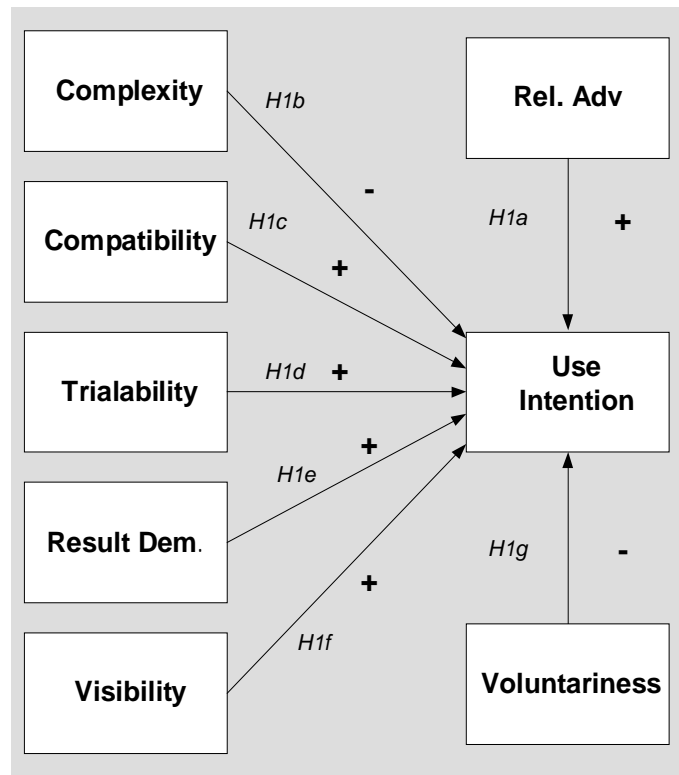 Complexity
H1b
-
Rel. Adv
H1a
+
Compatibility
H1c
+
Trialability
H1d
+
Use
Intention
Result Dem.
H1e
+
H1g
-
Visibility
H1f
+
Voluntariness